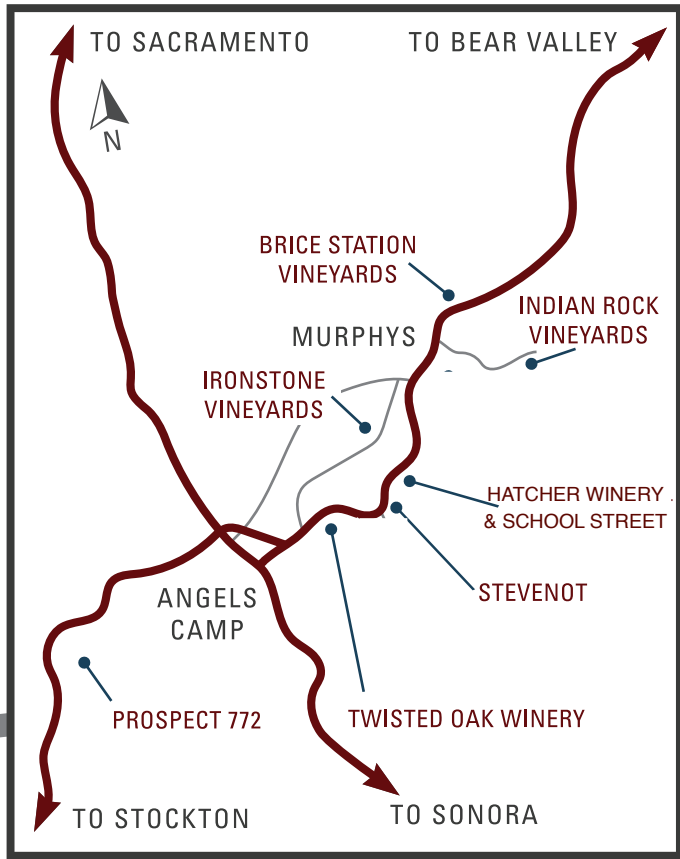 TO SACRAMENTO
TO BEAR VALLEY
N
BRICE STATION
VINEYARDS
INDIAN ROCK
VINEYARDS
MURPHYS
IRONSTONE
VINEYARDS
HATCHER WINERY .
& SCHOOL STREET
STEVENOT
ANGELS
CAMP
PROSPECT 772
TWISTED OAK WINERY
TO STOCKTON
TO SONORA